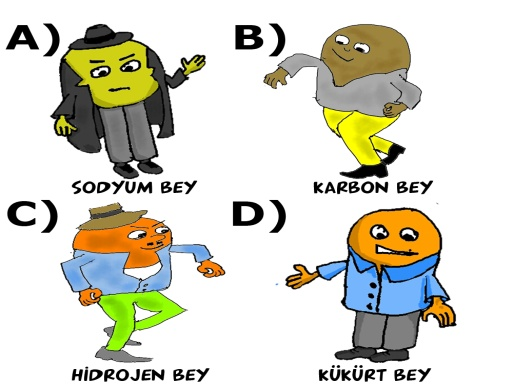 A)
SODYUM BEY
B)
KARBON BEY
C)
HİDROJEN BEY
D)
KÜKÜRT BEY